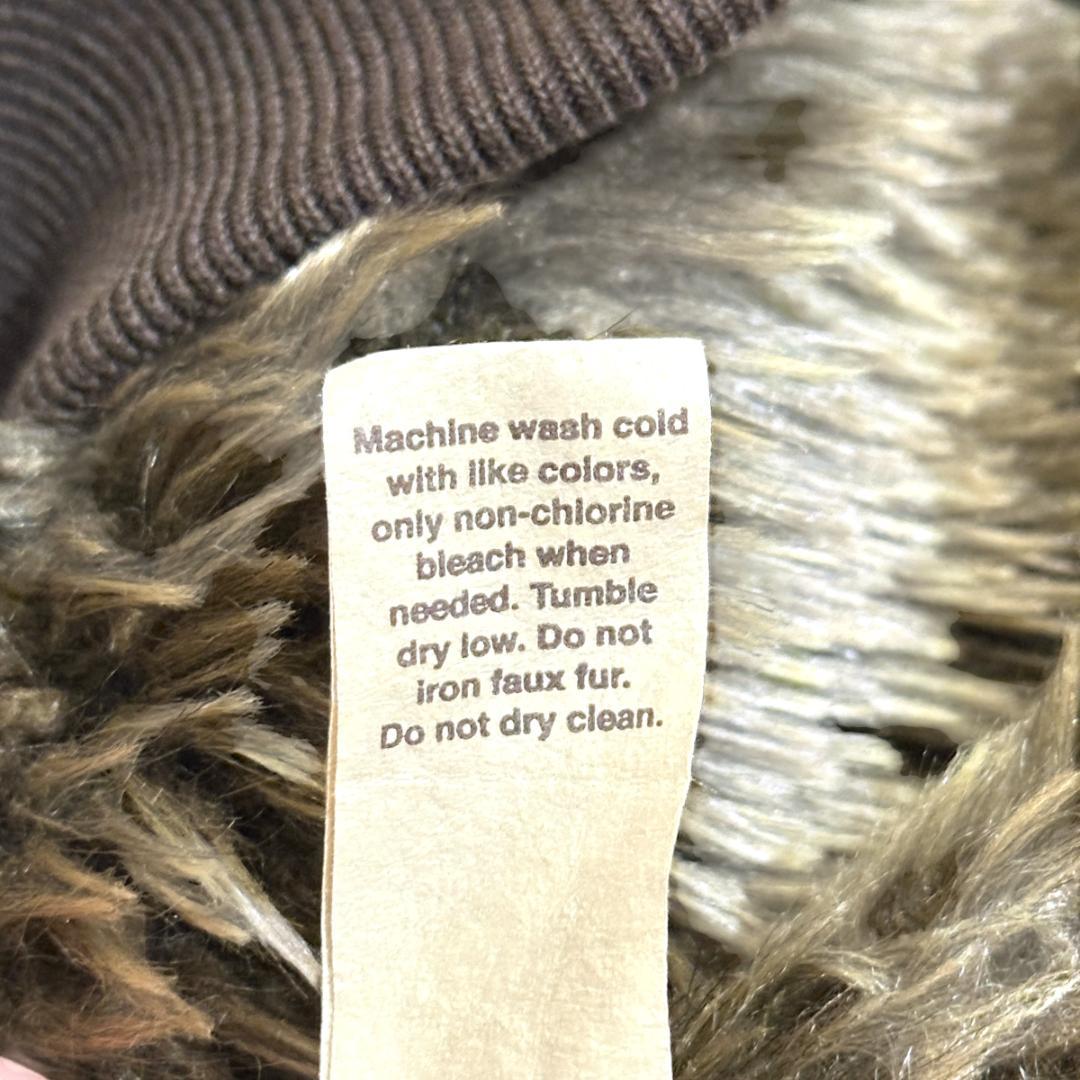 Machine wash cold
with like colors,
only non-chlorine
bleach when
needed. Tumble
dry low. Do not
iron faux fur.
Do not dry clean.